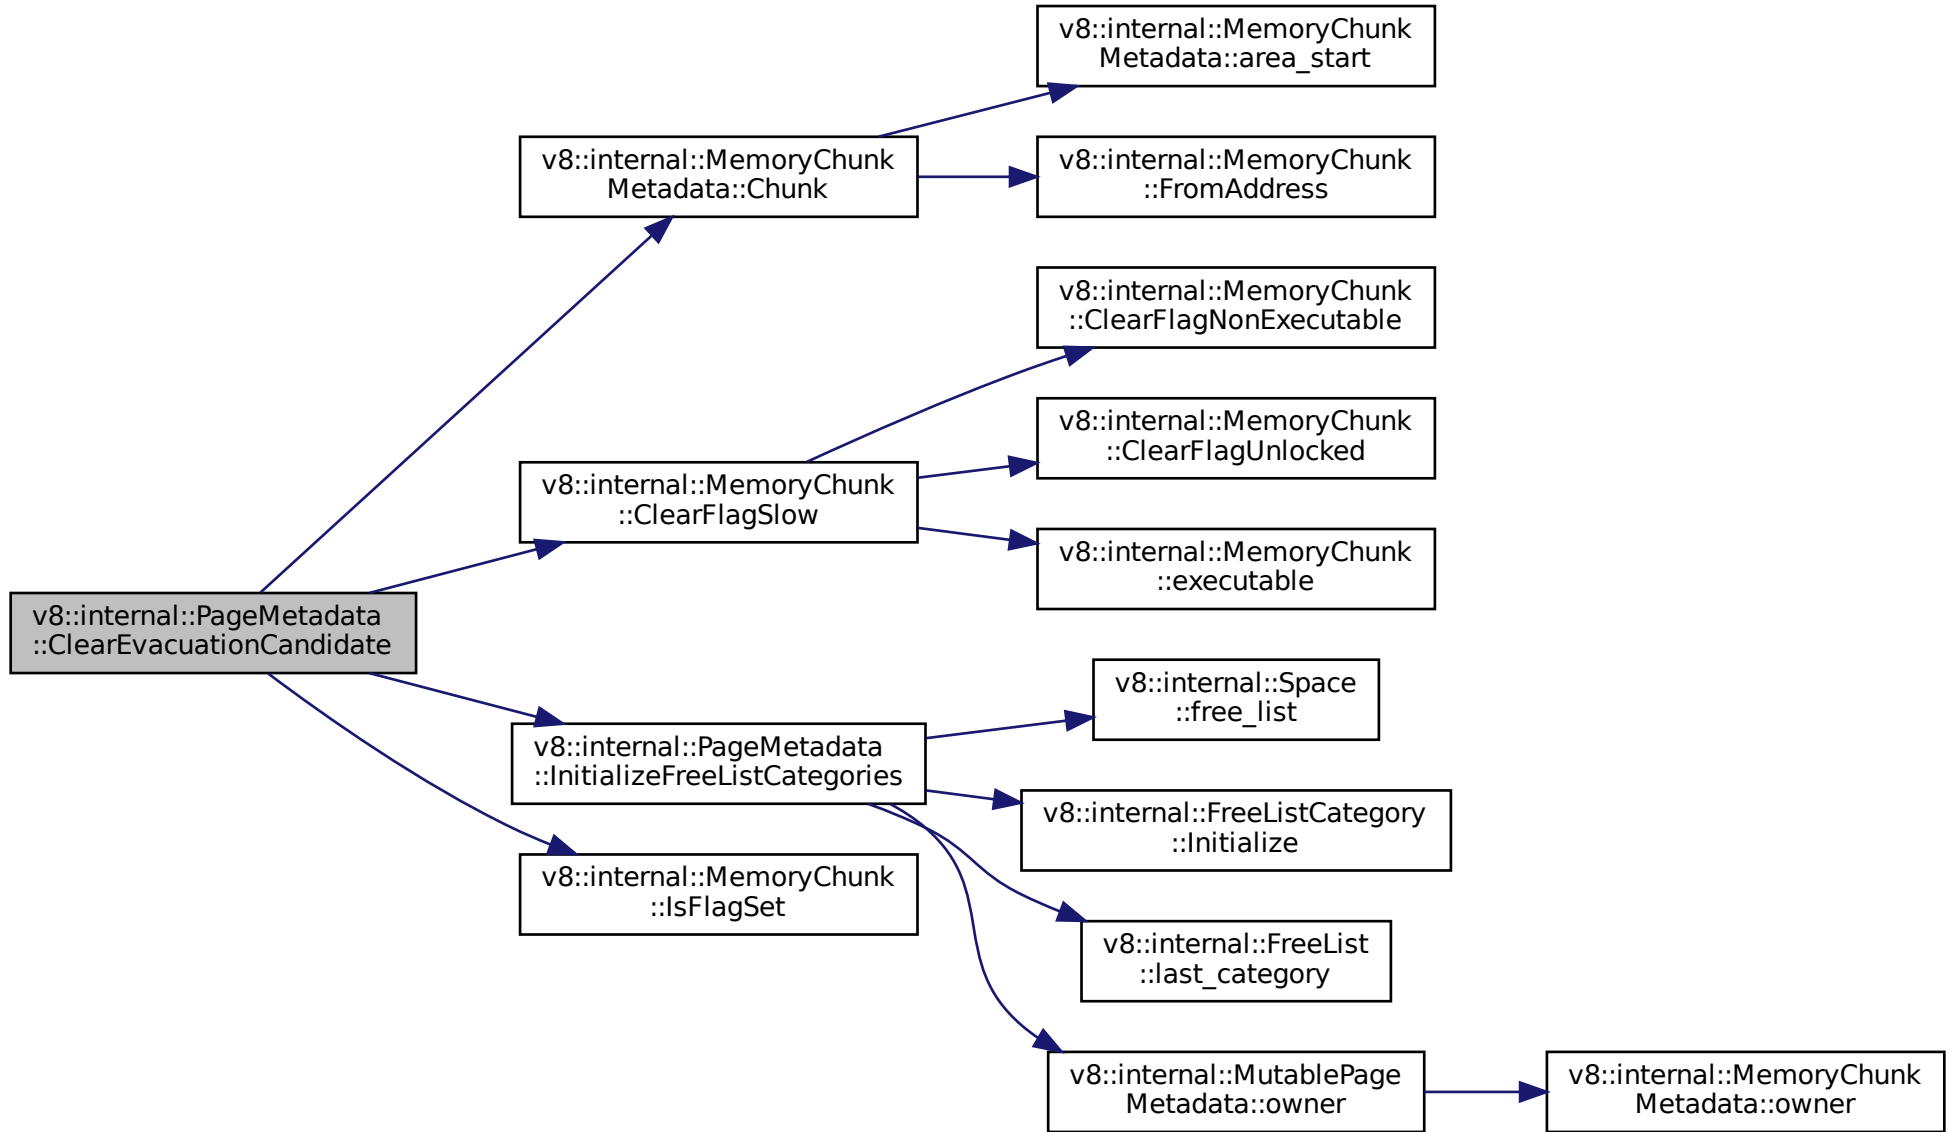 v8::internal::MemoryChunk
Metadata::area_start
v8::internal::MemoryChunk
Metadata::Chunk
v8::internal::MemoryChunk
::FromAddress
v8::internal::MemoryChunk
::ClearFlagNonExecutable
v8::internal::MemoryChunk
::ClearFlagUnlocked
v8::internal::MemoryChunk
::ClearFlagSlow
v8::internal::MemoryChunk
::executable
v8::internal::PageMetadata
::ClearEvacuationCandidate
v8::internal::Space
::free_list
v8::internal::PageMetadata
::InitializeFreeListCategories
v8::internal::FreeListCategory
::Initialize
v8::internal::MemoryChunk
::IsFlagSet
v8::internal::FreeList
::last_category
v8::internal::MutablePage
Metadata::owner
v8::internal::MemoryChunk
Metadata::owner